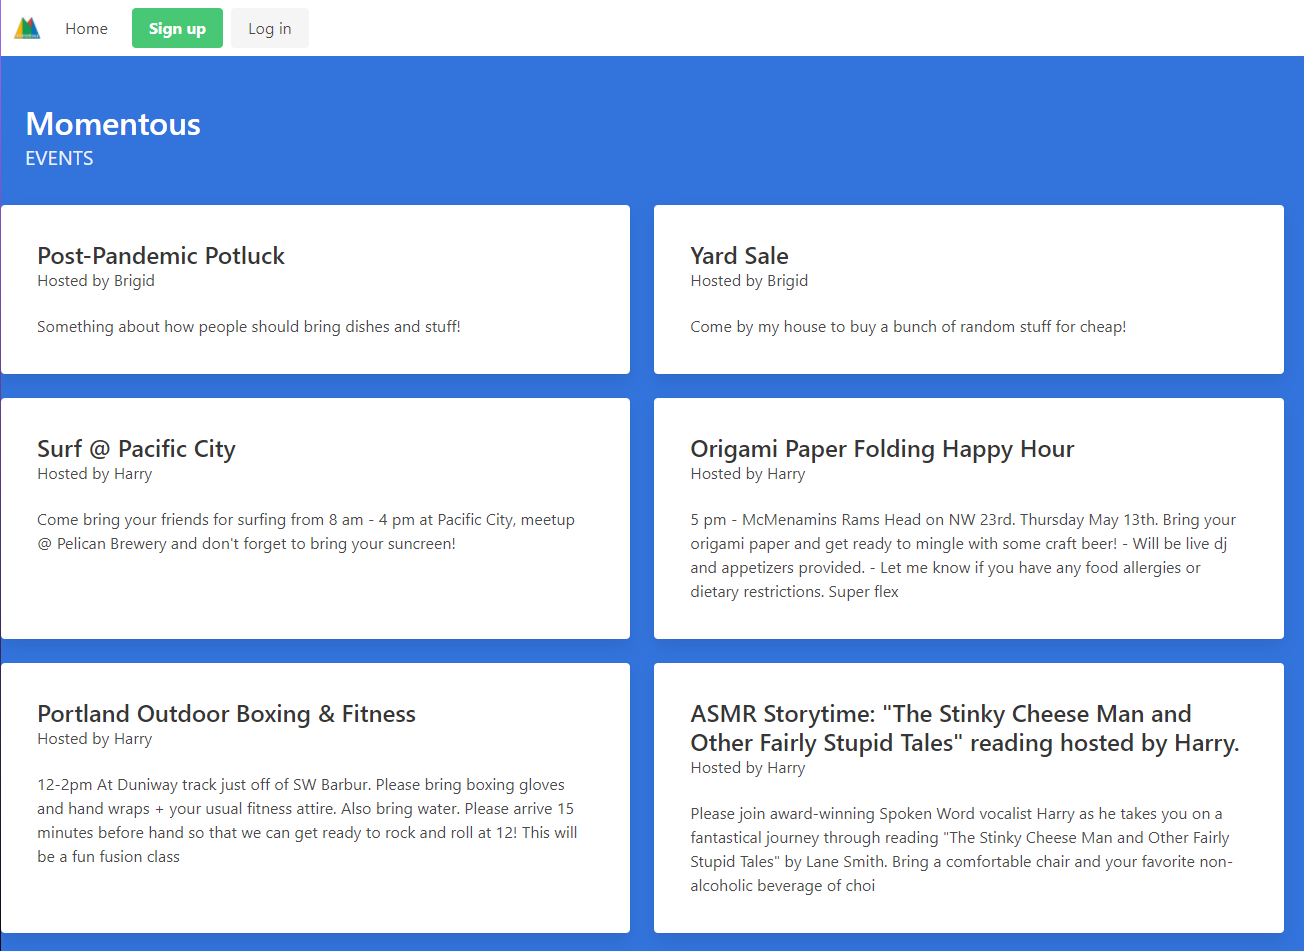 Home
Sign up
Log in
Momentous
EVENTS
Post-Pandemic Potluck
Hosted by Brigid
Something about how people should bring dishes and stuff!
Yard Sale
Hosted by Brigid
Come by my house to buy a bunch of random stuff for cheap!
Surf @ Pacific City
Hosted by Harry
Come bring your friends for surfing from 8 am - 4 pm at Pacific City, meetup
@ Pelican Brewery and don't forget to bring your suncreen!
Origami Paper Folding Happy Hour
Hosted by Harry
5 pm - McMenamins Rams Head on NW 23rd. Thursday May 13th. Bring your
origami paper and get ready to mingle with some craft beer! - Will be live dj
and appetizers provided. - Let me know if you have any food allergies or
dietary restrictions. Super flex
Portland Outdoor Boxing & Fitness
Hosted by Harry
12-2pm At Duniway track just off of SW Barbur. Please bring boxing gloves
and hand wraps + your usual fitness attire. Also bring water. Please arrive 15
minutes before hand so that we can get ready to rock and roll at 12! This will
be a fun fusion class
ASMR Storytime: "The Stinky Cheese Man and
Other Fairly Stupid Tales" reading hosted by Harry.
Hosted by Harry
Please join award-winning Spoken Word vocalist Harry as he takes you on a
fantastical journey through reading "The Stinky Cheese Man and Other Fairly
Stupid Tales" by Lane Smith. Bring a comfortable chair and your favorite non-
alcoholic beverage of choi